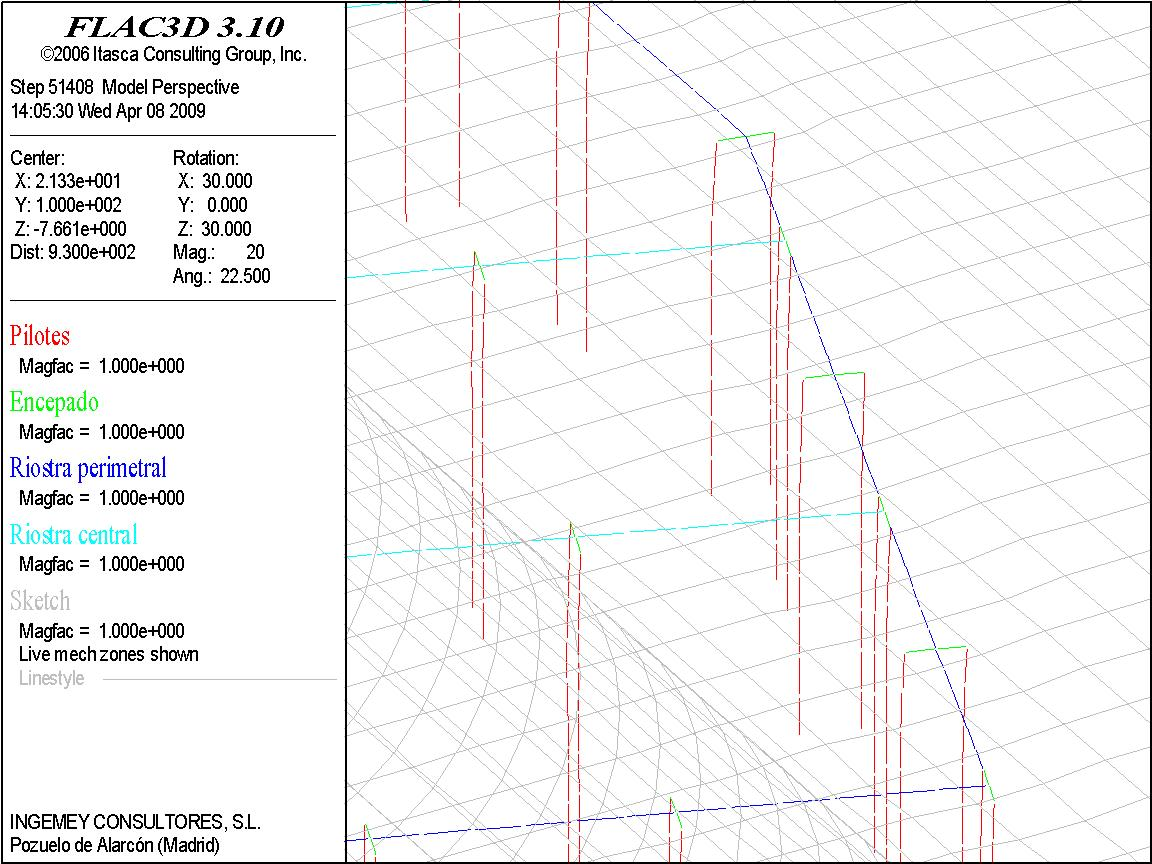 FLAC3D 3.10
©2006 Itasca Consulting Group, Inc.
Step 51408 Model Perspective
14:05:30 Wed Apr 08 2009
Center: Rotation:
X: 2.133e+001 X: 30.000
Y: 1.000e+002 Y: 0.000
Z: -7.661e+000 Z: 30.000
Dist: 9.300e+002 Mag.: 20
Ang.: 22.500
Pilotes
Magfac = 1.000e+000
Encepado
Magfac = 1.000e+000
Riostra perimetral
Magfac = 1.000e+000
Riostra central
Magfac = 1.000e+000
Sketch
Magfac = 1.000e+000
Live mech zones shown
Linestyle
INGEMEY CONSULTORES, S.L.
Pozuelo de Alarcón (Madrid)